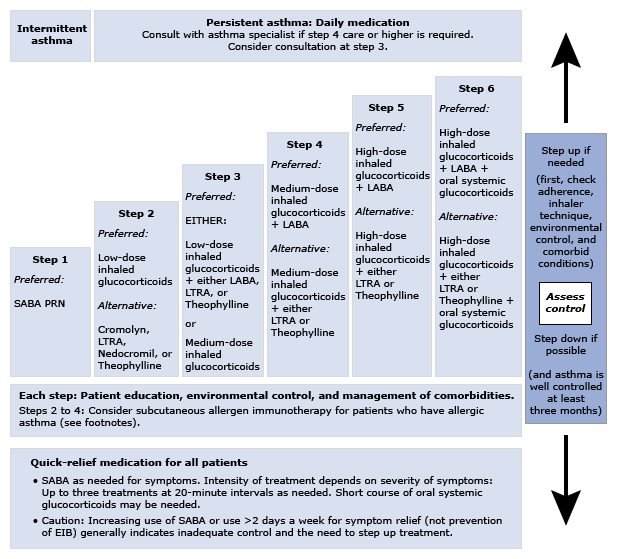 Intermittent
asthma
Persistent asthma: Daily medication
Consult with asthma specialist if step 4 care or higher is required.
Consider consultation at step 3.
Step 1
Preferred:
SABA PRN
Step 2
Preferred:
Low-dose
inhaled
glucocorticoids
Alternative:
Cromolyn,
LTRA,
Nedocromil, or
Theophylline
Step 3
Preferred:
EITHER:
Low-dose
inhaled
glucocorticoids
+ either LABA,
LTRA, or
Theophylline
or
Medium-dose
inhaled
glucocorticoids
Step 4
Preferred:
Medium-dose
inhaled
glucocorticoids
+ LABA
Alternative:
Medium-dose
inhaled
glucocorticoids
+ either
LTRA or
Theophylline
Step 5
Preferred:
High-dose
inhaled
glucocorticoids
+ LABA
Alternative:
High-dose
inhaled
glucocorticoids
+ either
LTRA or
Theophylline
Step 6
Preferred:
High-dose
inhaled
glucocorticoids
+ LABA +
oral systemic
glucocorticoids
Alternative:
High-dose
inhaled
glucocorticoids
+ either
LTRA or
Theophylline +
oral systemic
glucocorticoids
Step up if
needed
(first, check
adherence,
inhaler
technique,
environmental
control, and
comorbid
conditions)
Assess
control
Step down if
possible
(and asthma is
well controlled
at least
three months)
Each step: Patient education, environmental control, and management of comorbidities.
Steps 2 to 4: Consider subcutaneous allergen immunotherapy for patients who have allergic
asthma (see footnotes).
Quick-relief medication for all patients
• SABA as needed for symptoms. Intensity of treatment depends on severity of symptoms:
Up to three treatments at 20-minute intervals as needed. Short course of oral systemic
glucocorticoids may be needed.
• Caution: Increasing use of SABA or use >2 days a week for symptom relief (not prevention
of EIB) generally indicates inadequate control and the need to step up treatment.